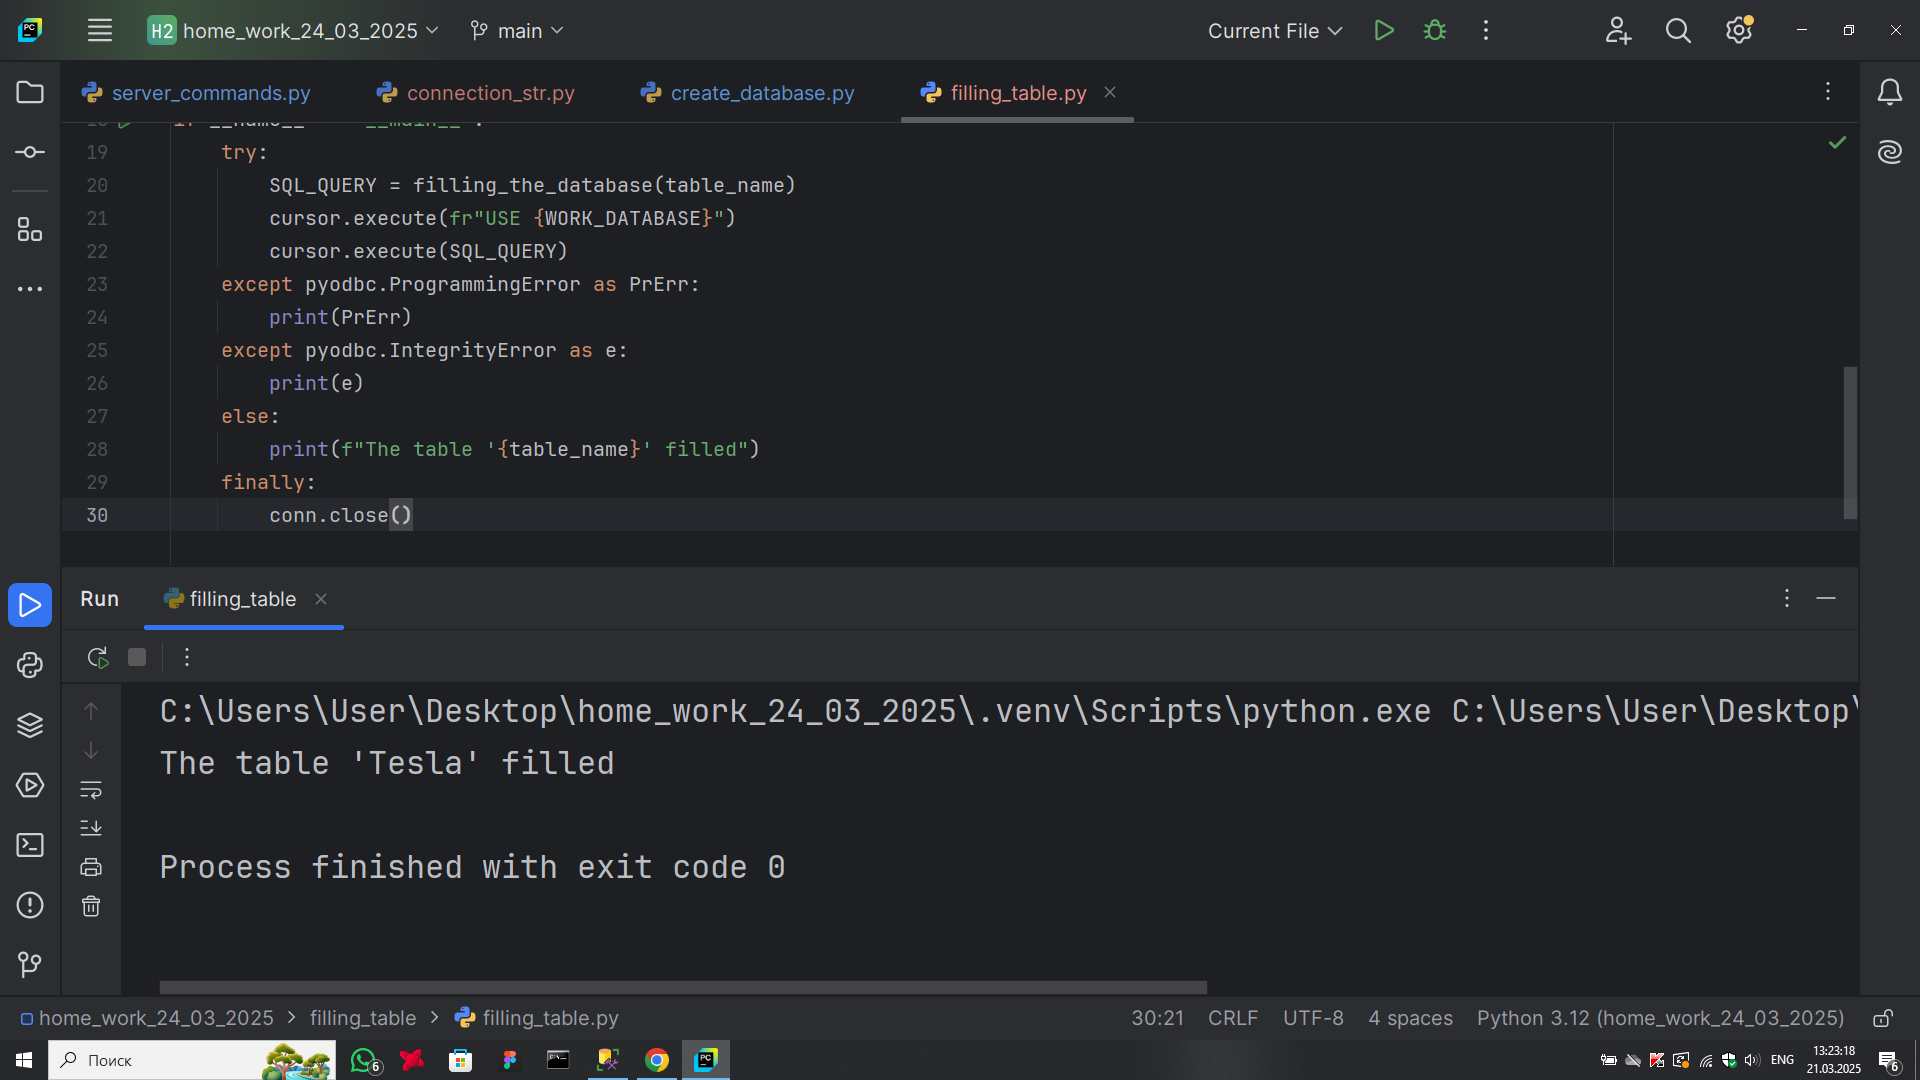 H2 home_work_24_03_2025 main Current File
server_commands.py connection_str.py create_database.py filling_table.py
19 try:
20 SQL_QUERY = filling_the_database(table_name)
21 cursor.execute(fr"USE {WORK_DATABASE}")
22 cursor.execute(SQL_QUERY)
23 except pyodbc.ProgrammingError as PrErr:
24 print(PrErr)
25 except pyodbc.IntegrityError as e:
26 print(e)
27 else:
28 print(f"The table '{table_name}' filled")
29 finally:
30 conn.close()
Run filling_table
C:\Users\User\Desktop\home_work_24_03_2025\.venv\Scripts\python.exe C:\Users\User\Desktop\
The table 'Tesla' filled
Process finished with exit code 0
home_work_24_03_2025 > filling_table > filling_table.py 30:21 CRLF UTF-8 4 spaces Python 3.12 (home_work_24_03_2025)
Поиск 6 ENG 13:23:18 6
21.03.2025